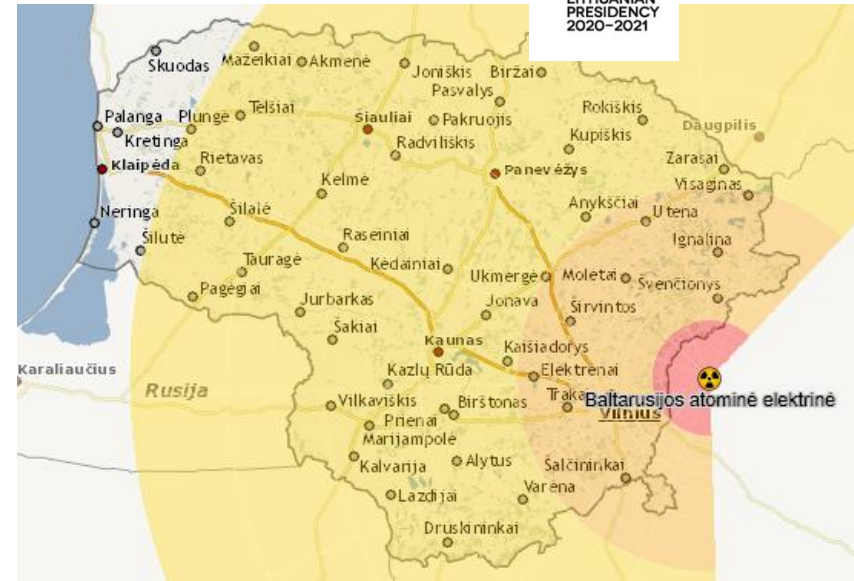 LITHUANIAN
PRESIDENCY
2020–2021
Skuodas
Mažeikiai
Akmenė
Joniškis
Biržai
Pasvalys
Palanga
Plungė
Telšiai
Šiauliai
Pakruojis
Rokiškis
Kretinga
Radviliškis
Kupiškis
Daugpilis
Klaipėda
Rietavas
Kelmė
Panevėžys
Zarasai
Visaginas
Neringa
Šilalė
Anykščiai
Utena
Šilutė
Raseiniai
Ignalina
Tauragė
Kėdainiai
Ukmergė
Moletai
Švenčionys
Pagėgiai
Jurbarkas
Jonava
Širvintos
Šakiai
Kaunas
Kaišiadorys
Karaliaučius
Kazlų Rūda
Elektrėnai
Rusija
Vilkaviškis
Birštonas
Baltarusijos atominė elektrinė
Prienai
Vilnius
Marijampolė
Kalvarija
Alytus
Šalčininkai
Lazdijai
Varėna
Druskininkai